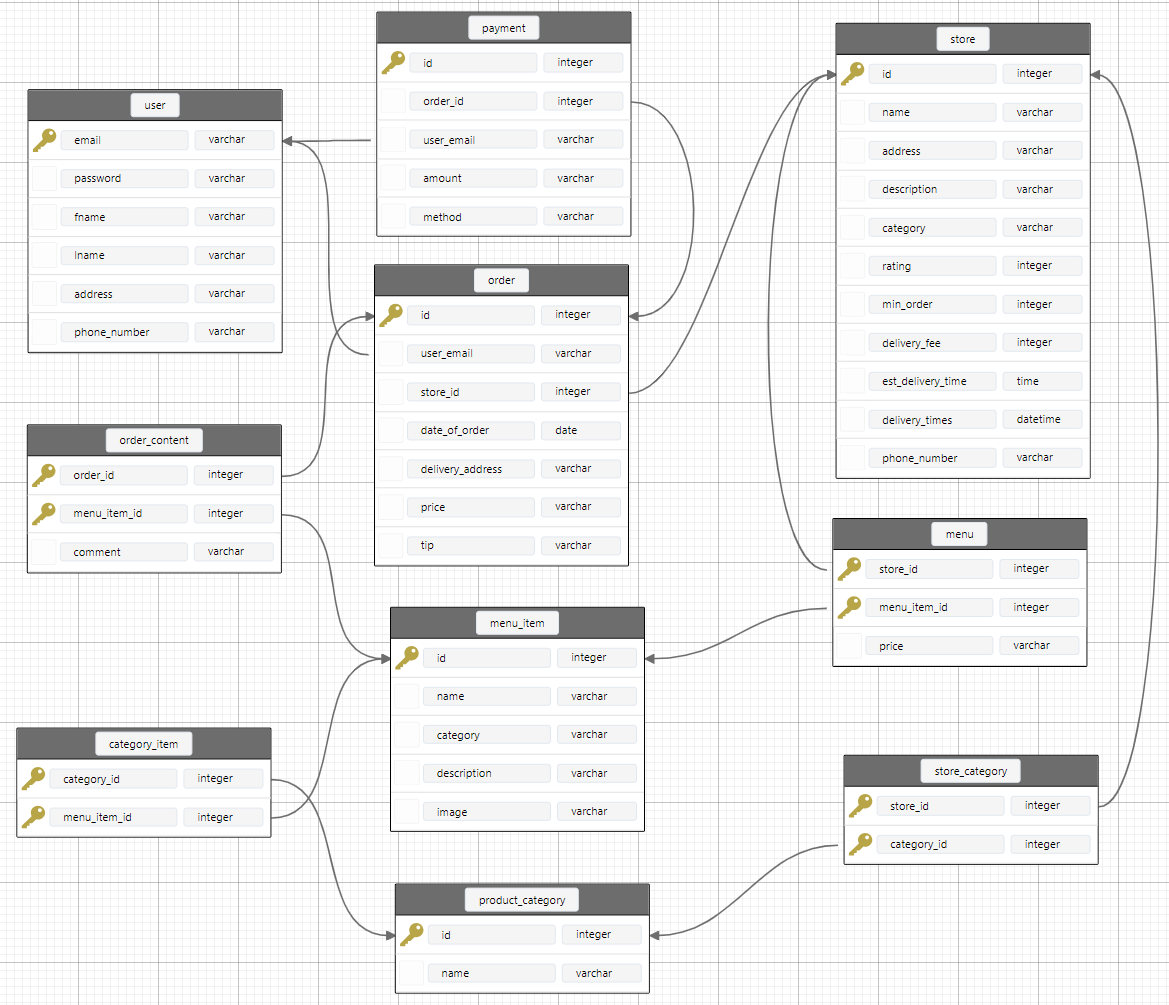 payment
id integer
order_id integer
user_email varchar
amount varchar
method varchar
store
id integer
name varchar
address varchar
description varchar
category varchar
rating integer
min_order integer
delivery_fee integer
est_delivery_time time
delivery_times datetime
phone_number varchar
user
email varchar
password varchar
fname varchar
lname varchar
address varchar
phone_number varchar
order
id integer
user_email varchar
store_id integer
date_of_order date
delivery_address varchar
price varchar
tip varchar
order_content
order_id integer
menu_item_id integer
comment varchar
menu
store_id integer
menu_item_id integer
price varchar
menu_item
id integer
name varchar
category varchar
description varchar
image varchar
category_item
category_id integer
menu_item_id integer
store_category
store_id integer
category_id integer
product_category
id integer
name varchar